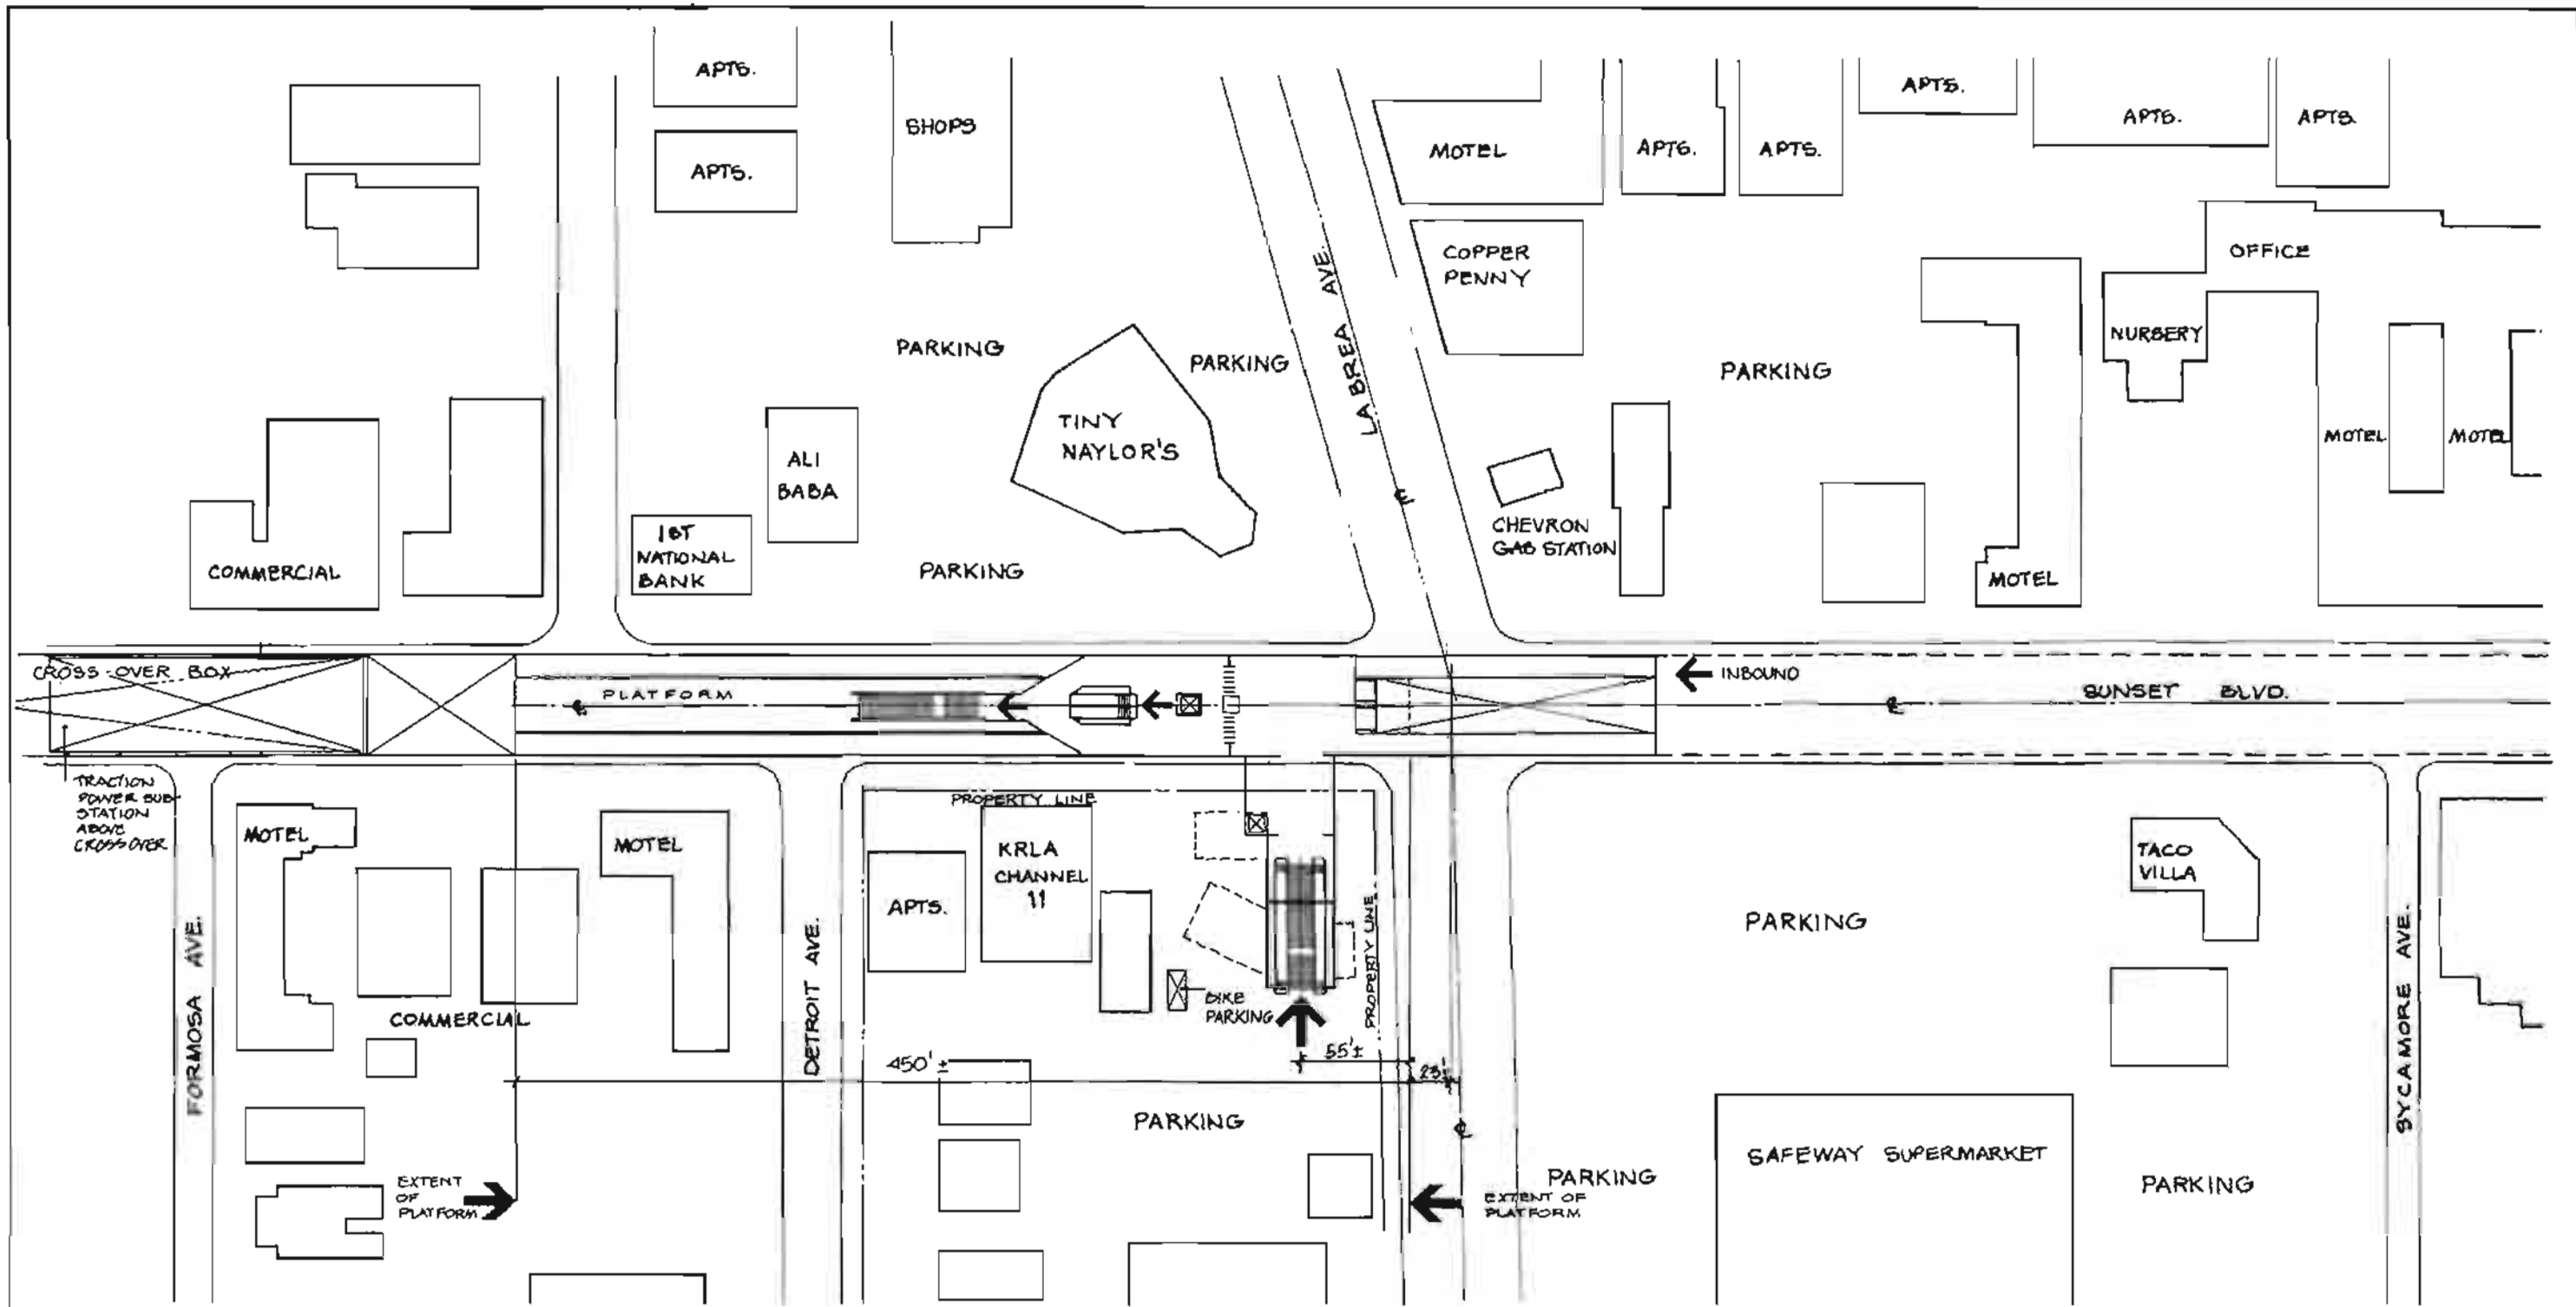 APTS.
APTS.
SHOPS
MOTEL
APTS.
APTS.
APTS.
APTS.
APTS.
COPPER
PENNY
OFFICE
NURSERY
LA BREA AVE.
PARKING
PARKING
PARKING
TINY
NAYLOR'S
ALI
BABA
MOTEL
MOTEL
1ST
NATIONAL
BANK
COMMERCIAL
PARKING
CHEVRON
GAS STATION
MOTEL
CROSS-OVER BOX
PLATFORM
INBOUND
SUNSET BLVD.
TRACTION
POWER SUB-
STATION
ABOVE
CROSSOVER
FORMOSA AVE.
MOTEL
COMMERCIAL
MOTEL
DETROIT AVE.
PROPERTY LINE
APTS.
KRLA
CHANNEL
11
BIKE
PARKING
PROPERTY LINE
PARKING
TACO
VILLA
SYCAMORE AVE.
450'±
55'±
23'
PARKING
EXTENT
OF
PLATFORM
EXTENT OF
PLATFORM
PARKING
SAFEWAY SUPERMARKET
PARKING